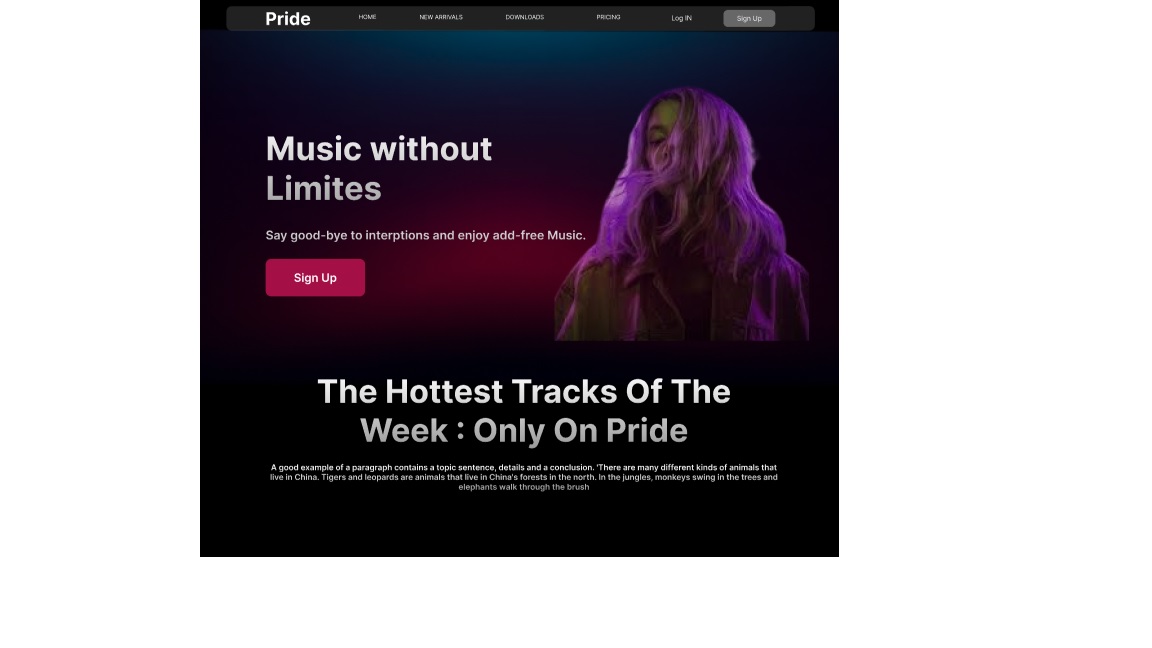 Pride HOME NEW ARRIVALS DOWNLOADS PRICING Log IN Sign Up
Music without
Limites
Say good-bye to interptions and enjoy add-free Music.
Sign Up
The Hottest Tracks Of The
Week : Only On Pride
A good example of a paragraph contains a topic sentence, details and a conclusion. 'There are many different kinds of animals that
live in China. Tigers and leopards are animals that live in China's forests in the north. In the jungles, monkeys swing in the trees and
elephants walk through the brush